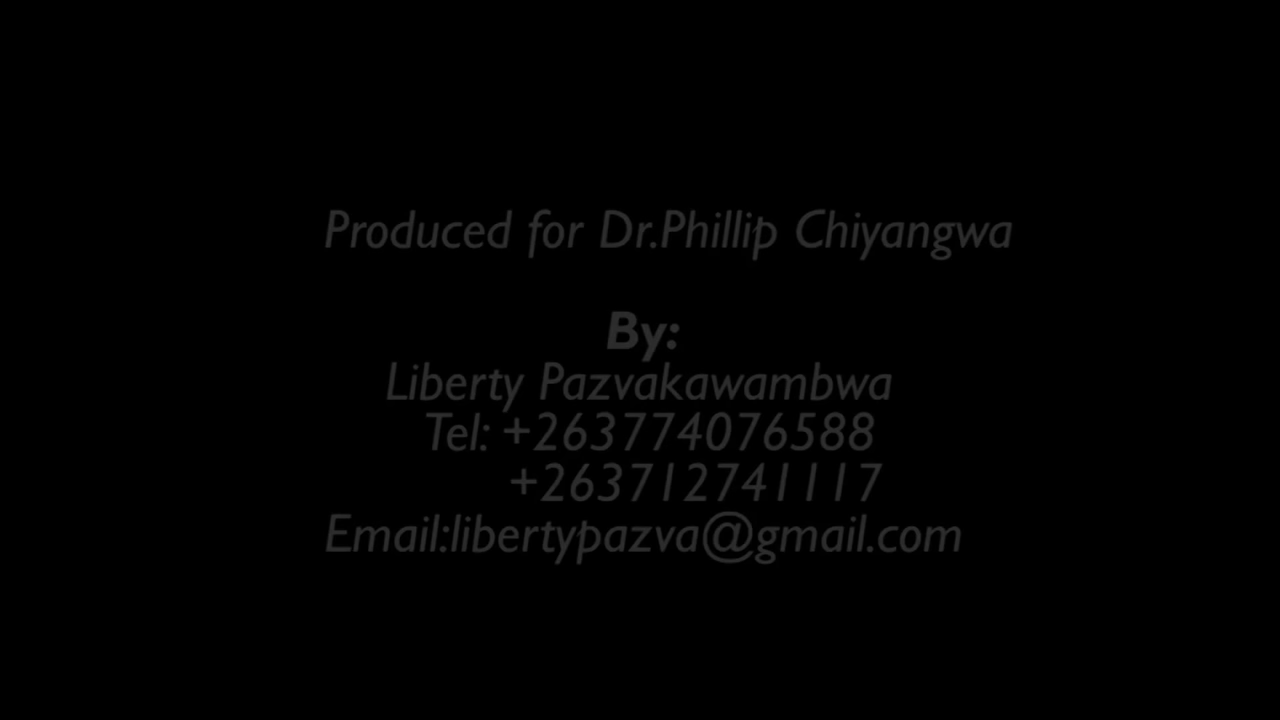 Produced for Dr.Phillip Chiyangwa
By:
Liberty Pazvakawambwa
Tel: +263774076588
+263712741117
Email:libertypazva@gmail.com